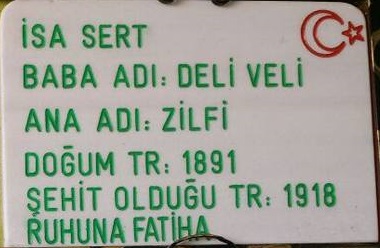 İSA SERT
BABA ADI: DELİ VELİ
ANA ADI: ZİLFİ
DOĞUM TR: 1891
ŞEHİT OLDUĞU TR: 1918
RUHUNA FATİHA